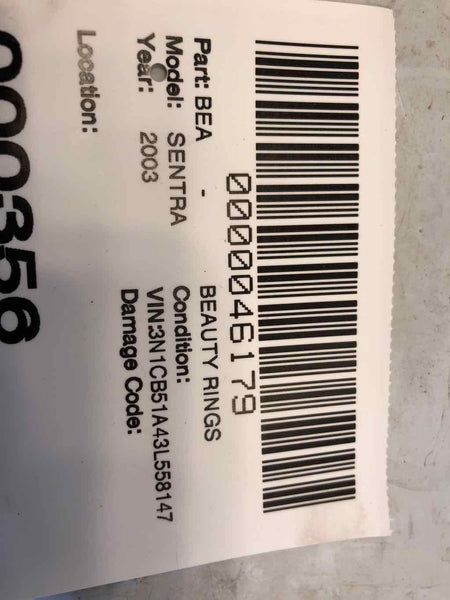 0000046179
Part: BEA - BEAUTY RINGS
Model: SENTRA Condition:
Year: 2003 VIN:3N1CB51A43L558147
Damage Code:
Location:
000356